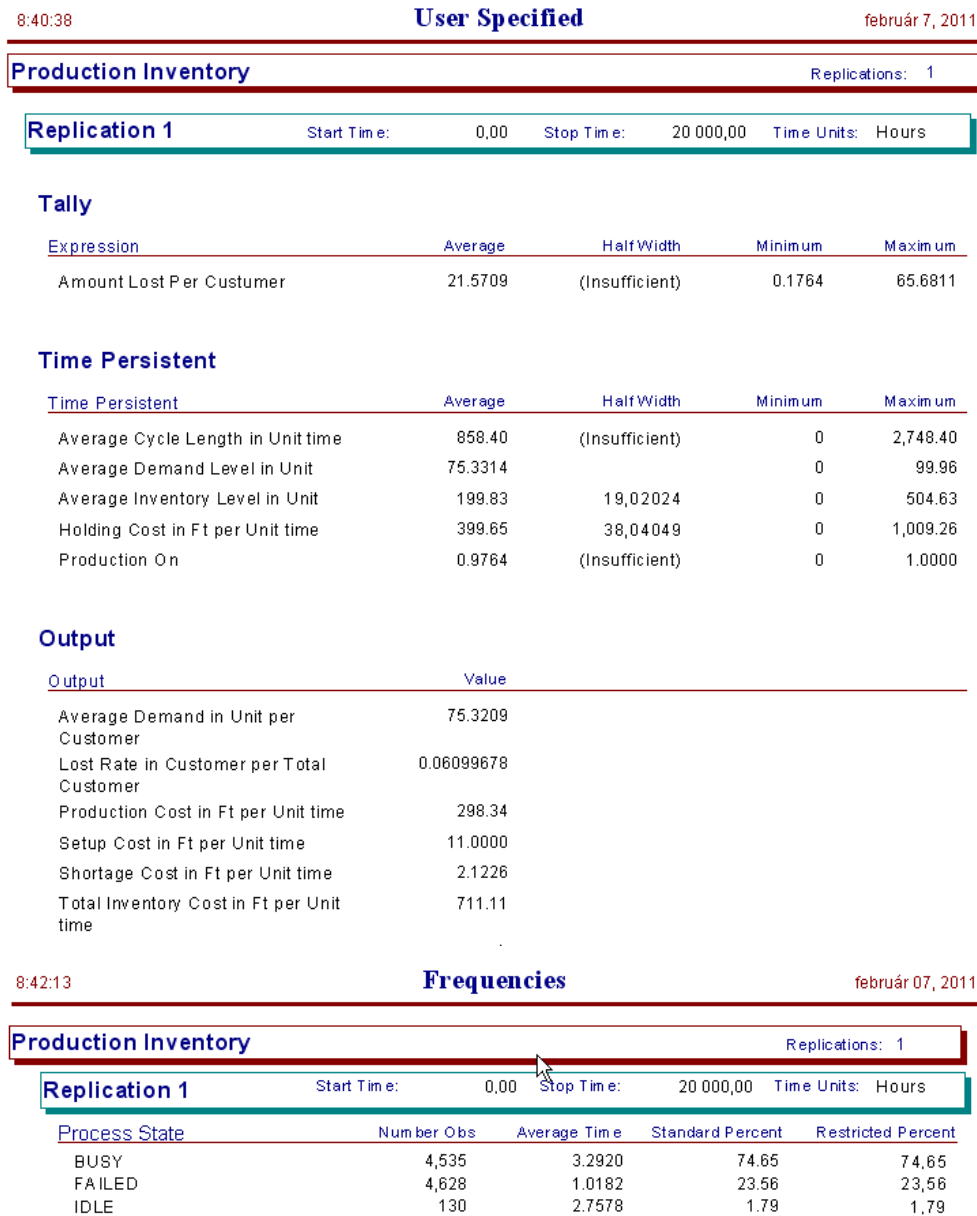 8:40:38 User Specified február 7, 2011
Production Inventory Replications: 1
Replication 1 Start Time: 0,00 Stop Time: 20 000,00 Time Units: Hours
Tally
Expression Average Half Width Minimum Maximum
Amount Lost Per Custumer 21.5709 (Insufficient) 0.1764 65.6811
Time Persistent
Time Persistent Average Half Width Minimum Maximum
Average Cycle Length in Unit time 858.40 (Insufficient) 0 2,748.40
Average Demand Level in Unit 75.3314 0 99.96
Average Inventory Level in Unit 199.83 19,02024 0 504.63
Holding Cost in Ft per Unit time 399.65 38,04049 0 1,009.26
Production On 0.9764 (Insufficient) 0 1.0000
Output
Output Value
Average Demand in Unit per 75.3209
Customer
Lost Rate in Customer per Total 0.06099678
Customer
Production Cost in Ft per Unit time 298.34
Setup Cost in Ft per Unit time 11.0000
Shortage Cost in Ft per Unit time 2.1226
Total Inventory Cost in Ft per Unit 711.11
time
8:42:13 Frequencies február 07, 2011
Production Inventory Replications: 1
Replication 1 Start Time: 0,00 Stop Time: 20 000,00 Time Units: Hours
Process State Number Obs Average Time Standard Percent Restricted Percent
BUSY 4,535 3.2920 74.65 74,65
FAILED 4,628 1.0182 23.56 23,56
IDLE 130 2.7578 1.79 1,79